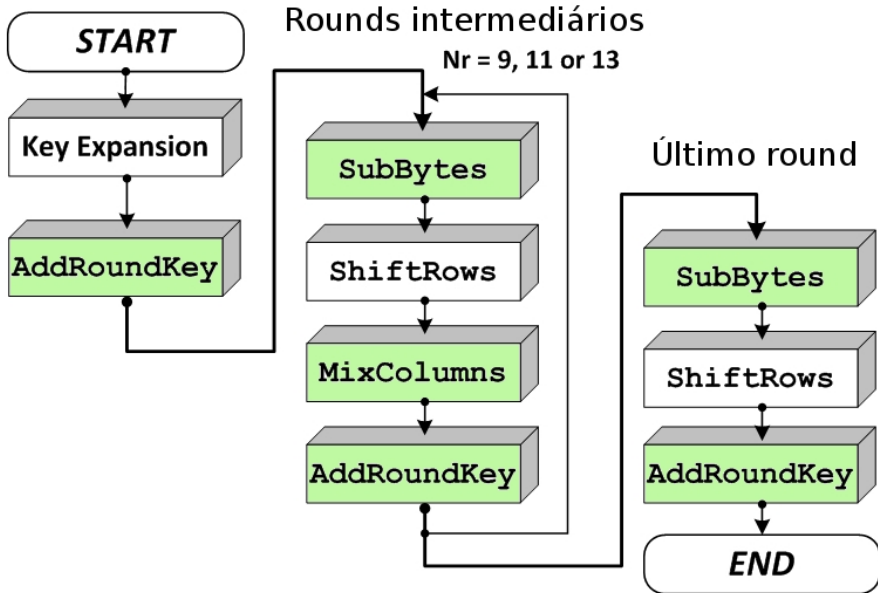 START
Key Expansion
AddRoundKey
Rounds intermediários
Nr = 9, 11 or 13
SubBytes
ShiftRows
MixColumns
AddRoundKey
Último round
SubBytes
ShiftRows
AddRoundKey
END